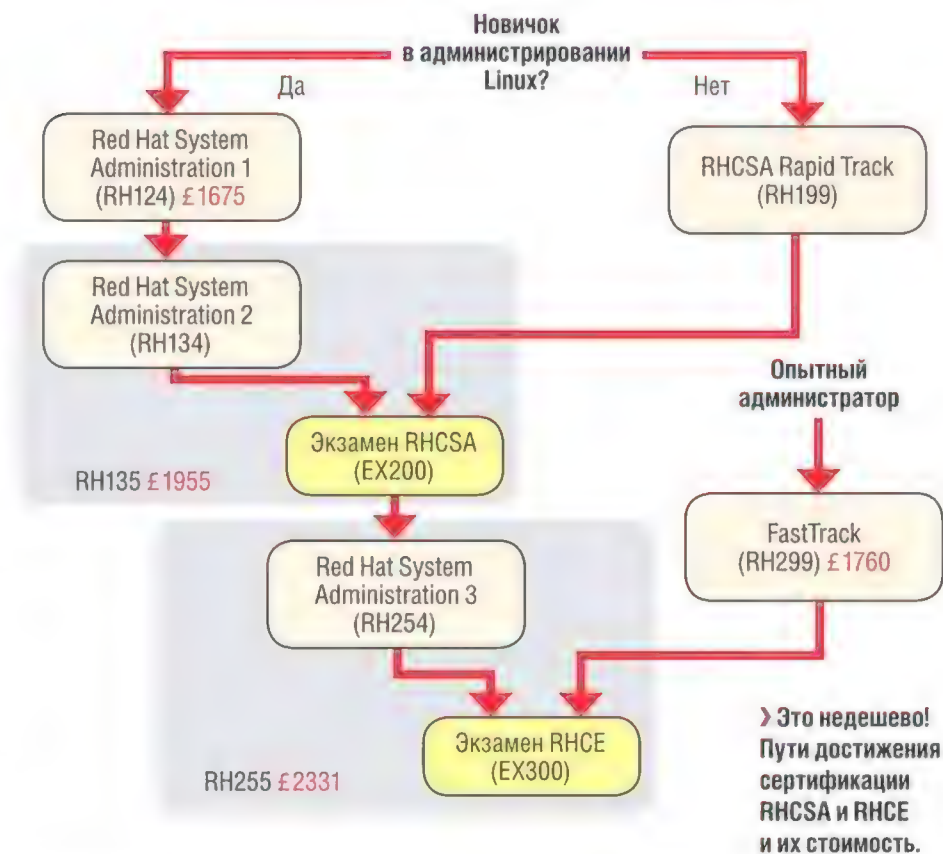 Новичок
в администрировании
Linux?
Да
Нет
Red Hat System
Administration 1
(RH124) £1675
RHCSA Rapid Track
(RH199)
Red Hat System
Administration 2
(RH134)
Опытный
администратор
Экзамен RHCSA
(EX200)
RH135 £1955
FastTrack
(RH299) £1760
Red Hat System
Administration 3
(RH254)
Экзамен RHCE
(EX300)
RH255 £2331
❯ Это недешево!
Пути достижения
сертификации
RHCSA и RHCE
и их стоимость.